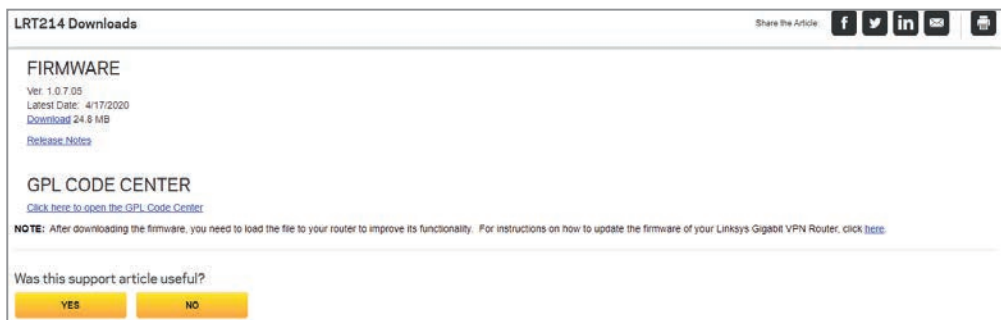 LRT214 Downloads
Share the Article:
FIRMWARE
Ver. 1.0.7.05
Latest Date: 4/17/2020
Download 24.8 MB
Release Notes
GPL CODE CENTER
Click here to open the GPL Code Center
NOTE: After downloading the firmware, you need to load the file to your router to improve its functionality. For instructions on how to update the firmware of your Linksys Gigabit VPN Router, click here.
Was this support article useful?
YES NO